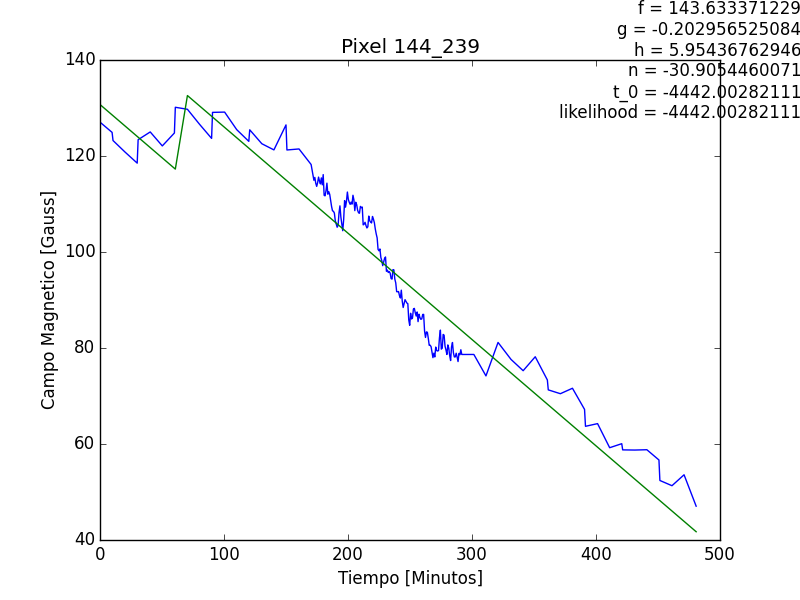 f = 143.633371229
g = -0.202956525084
h = 5.95436762946
n = -30.9054460071
t_0 = -4442.00282111
likelihood = -4442.00282111
Pixel 144_239
140
120
100
80
60
40
Campo Magnetico [Gauss]
0 100 200 300 400 500
Tiempo [Minutos]